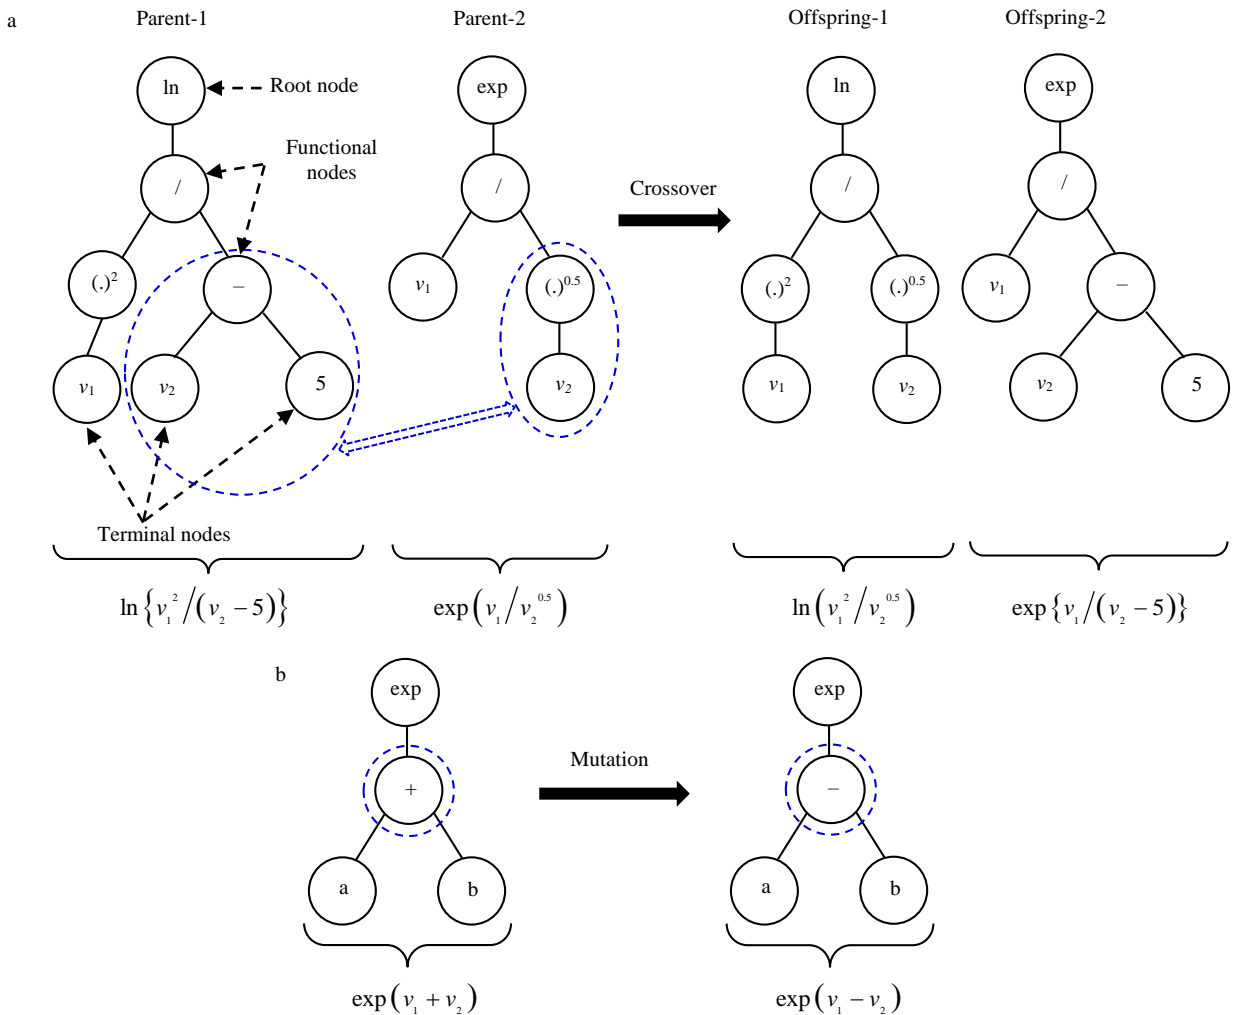 a
Parent-1
Parent-2
Offspring-1
Offspring-2
ln
Root node
exp
ln
exp
Functional
nodes
/
/
Crossover
/
/
(.)²
−
v₁
(.)^0.5
(.)²
(.)^0.5
v₁
−
v₁
v₂
5
v₂
v₁
v₂
v₂
5
Terminal nodes
ln{v₁²/(v₂ − 5)}
exp(v₁/v₂^0.5)
ln(v₁²/v₂^0.5)
exp{v₁/(v₂ − 5)}
b
exp
exp
+
Mutation
−
a
b
a
b
exp(v₁ + v₂)
exp(v₁ − v₂)